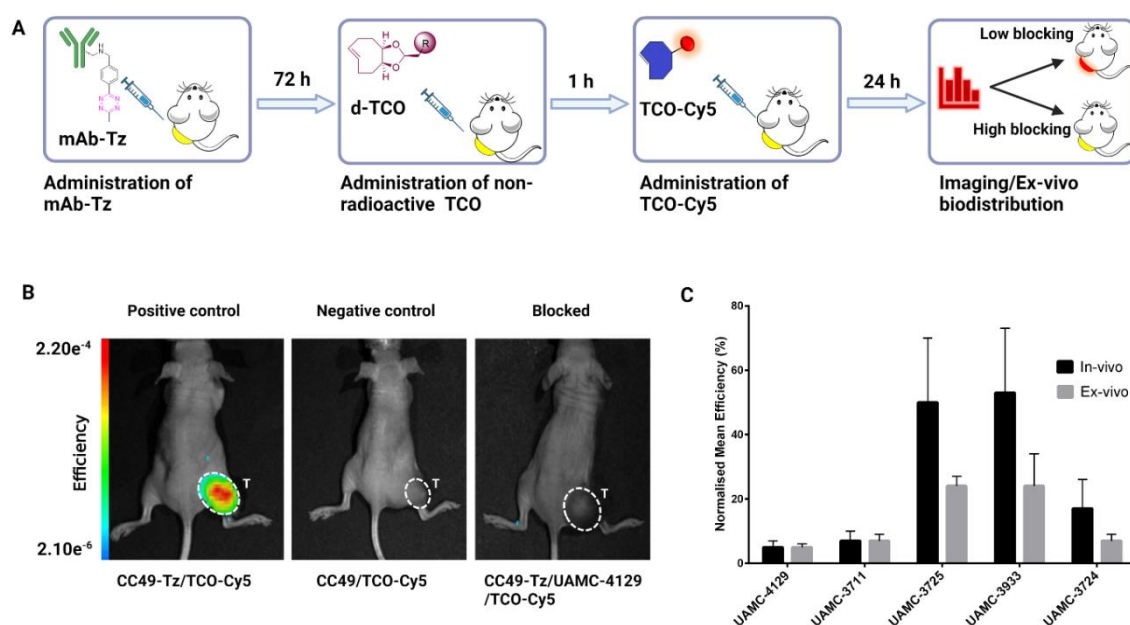 A
mAb-Tz
Administration of
mAb-Tz
72 h
R
H
H
O
O
d-TCO
Administration of non-
radioactive TCO
1 h
TCO-Cy5
Administration of
TCO-Cy5
24 h
Low blocking
High blocking
Imaging/Ex-vivo
biodistribution
B
Positive control
Negative control
Blocked
2.20e-4
Efficiency
2.10e-6
T
T
T
CC49-Tz/TCO-Cy5
CC49/TCO-Cy5
CC49-Tz/UAMC-4129
/TCO-Cy5
C
Normalised Mean Efficiency (%)
80
60
40
20
0
In-vivo
Ex-vivo
UAMC-4129
UAMC-3711
UAMC-3725
UAMC-3933
UAMC-3724